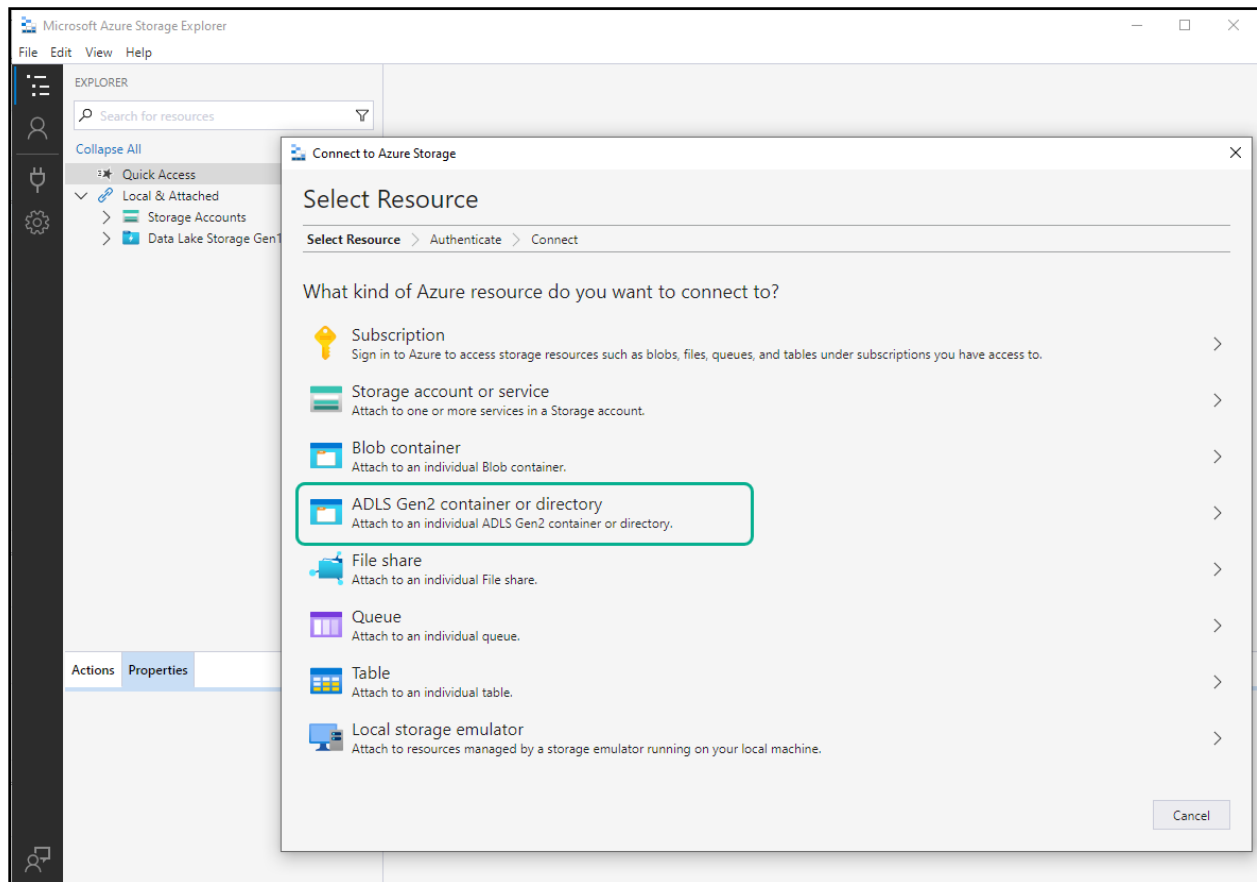 Microsoft Azure Storage Explorer
File Edit View Help
EXPLORER
Search for resources
Collapse All
Quick Access
Local & Attached
Storage Accounts
Data Lake Storage Gen1
Actions Properties
Connect to Azure Storage
Select Resource
Select Resource > Authenticate > Connect
What kind of Azure resource do you want to connect to?
Subscription
Sign in to Azure to access storage resources such as blobs, files, queues, and tables under subscriptions you have access to.
Storage account or service
Attach to one or more services in a Storage account.
Blob container
Attach to an individual Blob container.
ADLS Gen2 container or directory
Attach to an individual ADLS Gen2 container or directory.
File share
Attach to an individual File share.
Queue
Attach to an individual queue.
Table
Attach to an individual table.
Local storage emulator
Attach to resources managed by a storage emulator running on your local machine.
Cancel